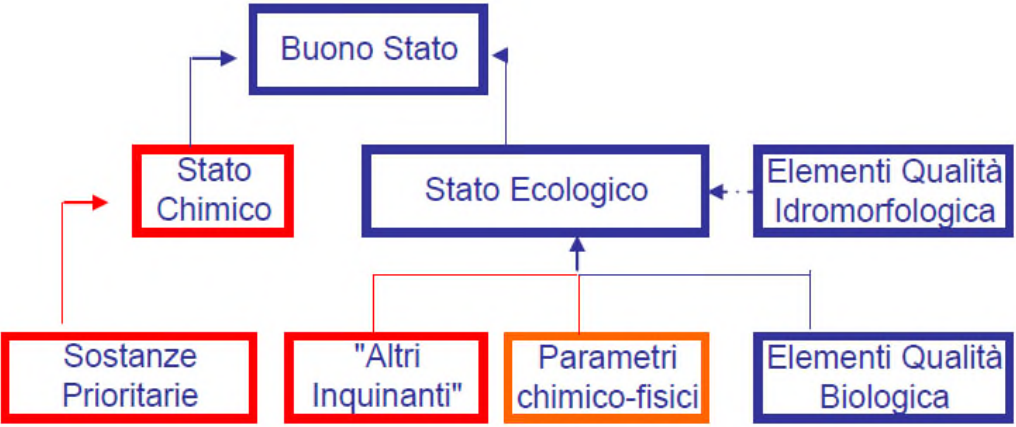 Buono Stato
Stato
Chimico
Stato Ecologico
Elementi Qualità
Idromorfologica
Sostanze
Prioritarie
"Altri
Inquinanti"
Parametri
chimico-fisici
Elementi Qualità
Biologica